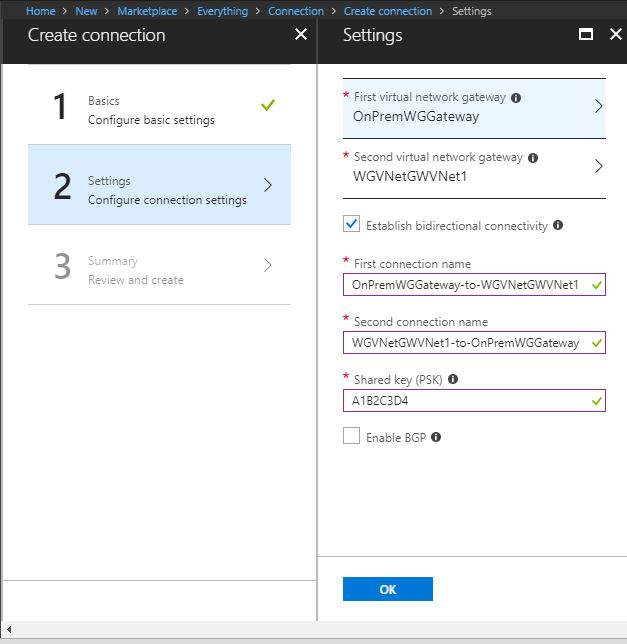 Home > New > Marketplace > Everything > Connection > Create connection > Settings
Create connection
1
Basics
Configure basic settings
2
Settings
Configure connection settings
3
Summary
Review and create
Settings
* First virtual network gateway
OnPremWGGateway
* Second virtual network gateway
WGVNetGWVNet1
Establish bidirectional connectivity
* First connection name
OnPremWGGateway-to-WGVNetGWVNet1
* Second connection name
WGVNetGWVNet1-to-OnPremWGGateway
* Shared key (PSK)
A1B2C3D4
Enable BGP
OK